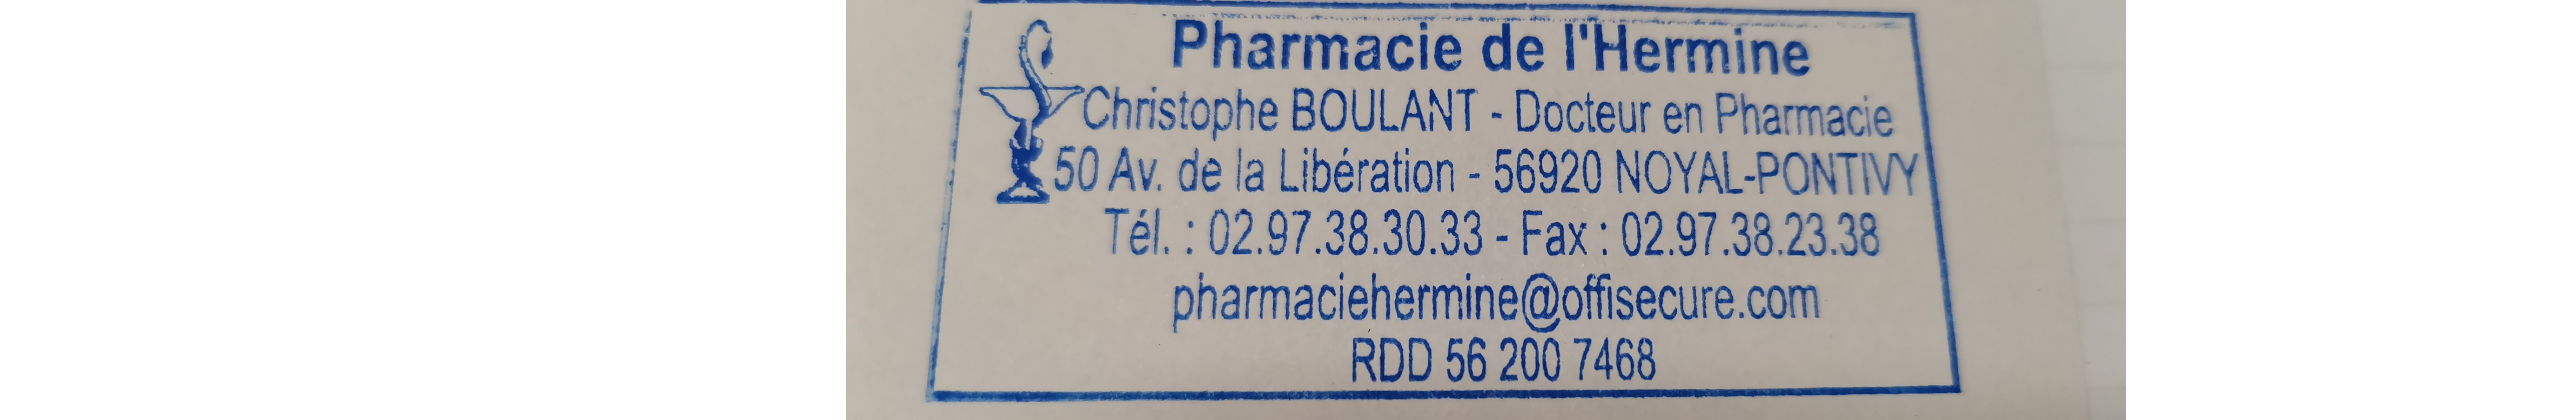 Pharmacie de l'Hermine
Christophe BOULANT - Docteur en Pharmacie
50 Av. de la Libération - 56920 NOYAL-PONTIVY
Tél. : 02.97.38.30.33 - Fax : 02.97.38.23.38
pharmaciehermine@offisecure.com
RDD 56 200 7468